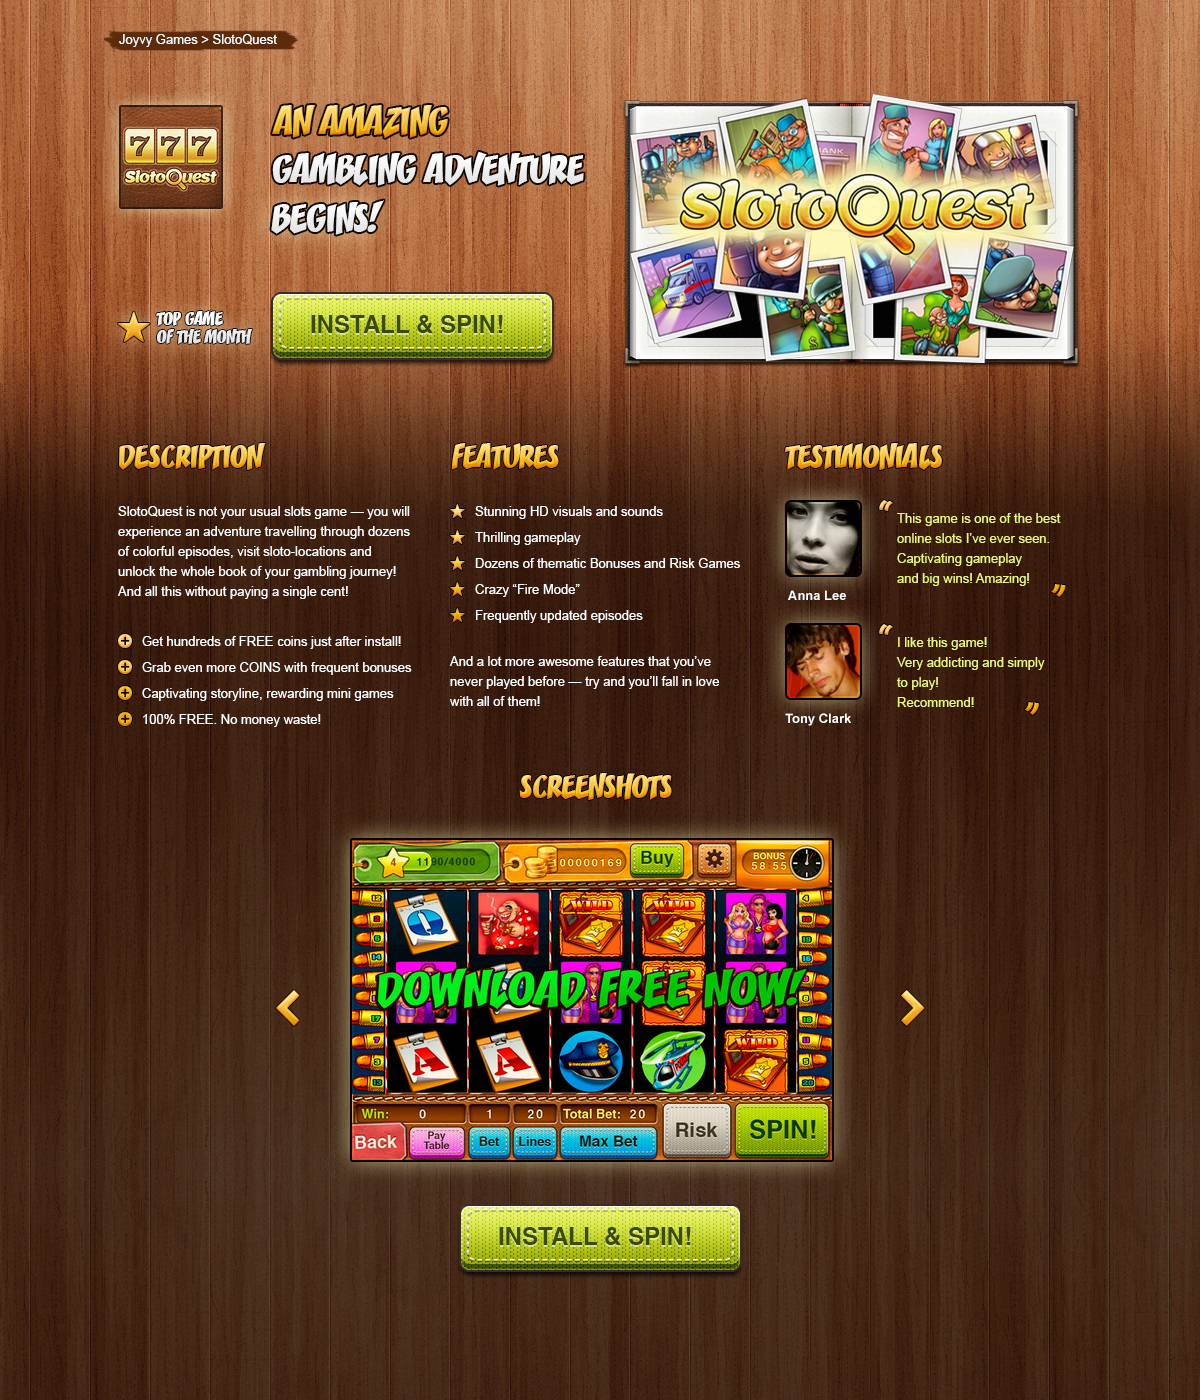 Joyvy Games > SlotoQuest
777
SlotoQuest
AN AMAZING
GAMBLING ADVENTURE
BEGINS!
BANK
SlotoQuest
TOP GAME
OF THE MONTH
INSTALL & SPIN!
DESCRIPTION
SlotoQuest is not your usual slots game — you will
experience an adventure travelling through dozens
of colorful episodes, visit sloto-locations and
unlock the whole book of your gambling journey!
And all this without paying a single cent!
Get hundreds of FREE coins just after install!
Grab even more COINS with frequent bonuses
Captivating storyline, rewarding mini games
100% FREE. No money waste!
FEATURES
Stunning HD visuals and sounds
Thrilling gameplay
Dozens of thematic Bonuses and Risk Games
Crazy “Fire Mode”
Frequently updated episodes
And a lot more awesome features that you’ve
never played before — try and you’ll fall in love
with all of them!
TESTIMONIALS
“ This game is one of the best
online slots I’ve ever seen.
Captivating gameplay
and big wins! Amazing! ”
Anna Lee
“ I like this game!
Very addicting and simply
to play!
Recommend! ”
Tony Clark
SCREENSHOTS
4 1190/4000
100000169
Buy
BONUS
58 55
Q
WILD
WILD
DOWNLOAD FREE NOW!
A
A
WILD
Win: 0
1
20
Total Bet: 20
Risk
SPIN!
Back
Pay
Table
Bet
Lines
Max Bet
INSTALL & SPIN!